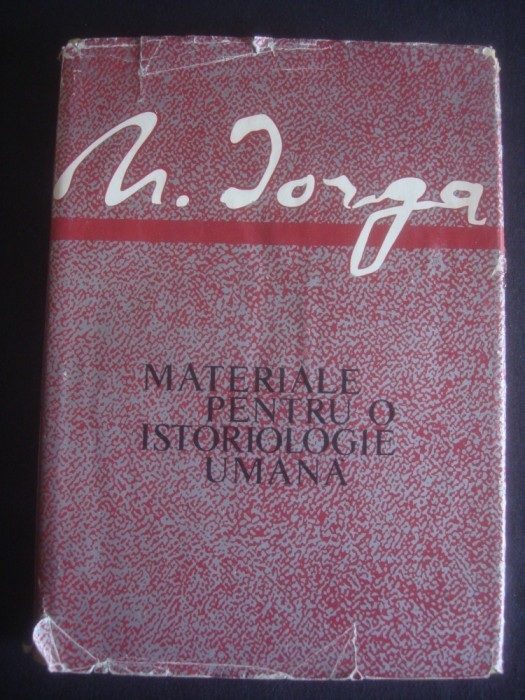 N. Iorga
MATERIALE
PENTRU O
ISTORIOLOGIE
UMANA